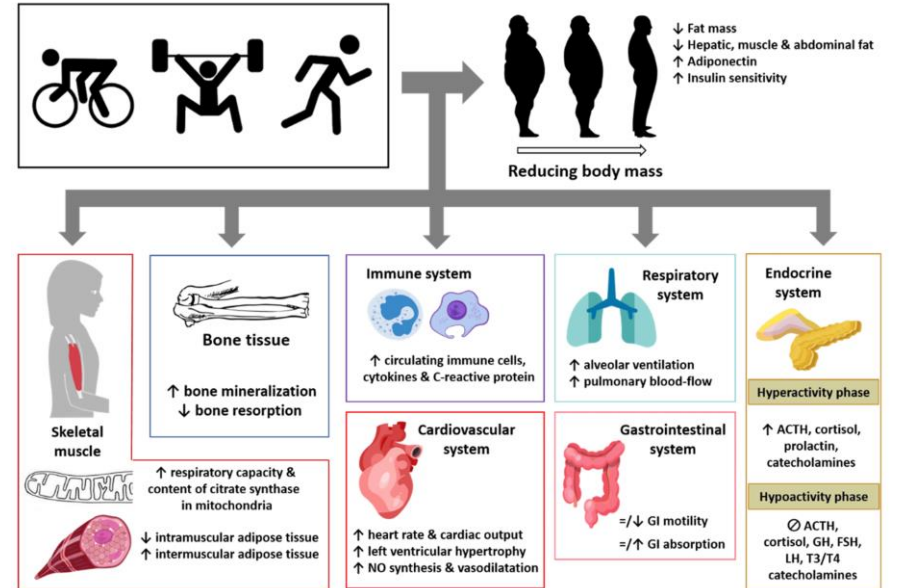 ↓ Fat mass
↓ Hepatic, muscle & abdominal fat
↑ Adiponectin
↑ Insulin sensitivity
Reducing body mass
Skeletal
muscle
↑ respiratory capacity &
content of citrate synthase
in mitochondria
↓ intramuscular adipose tissue
↑ intermuscular adipose tissue
Bone tissue
↑ bone mineralization
↓ bone resorption
Immune system
↑ circulating immune cells,
cytokines & C-reactive protein
Cardiovascular
system
↑ heart rate & cardiac output
↑ left ventricular hypertrophy
↑ NO synthesis & vasodilatation
Respiratory
system
↑ alveolar ventilation
↑ pulmonary blood-flow
Gastrointestinal
system
=/↓ GI motility
=/↑ GI absorption
Endocrine
system
Hyperactivity phase
↑ ACTH, cortisol,
prolactin,
catecholamines
Hypoactivity phase
∅ ACTH,
cortisol, GH, FSH,
LH, T3/T4
catecholamines